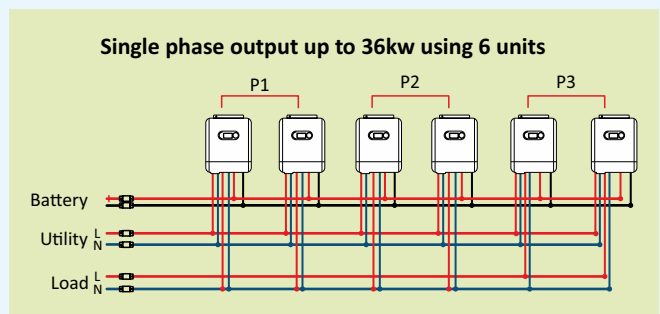 Single phase output up to 36kw using 6 units
P1 P2 P3
Battery +
Utility L
N
Load L
N